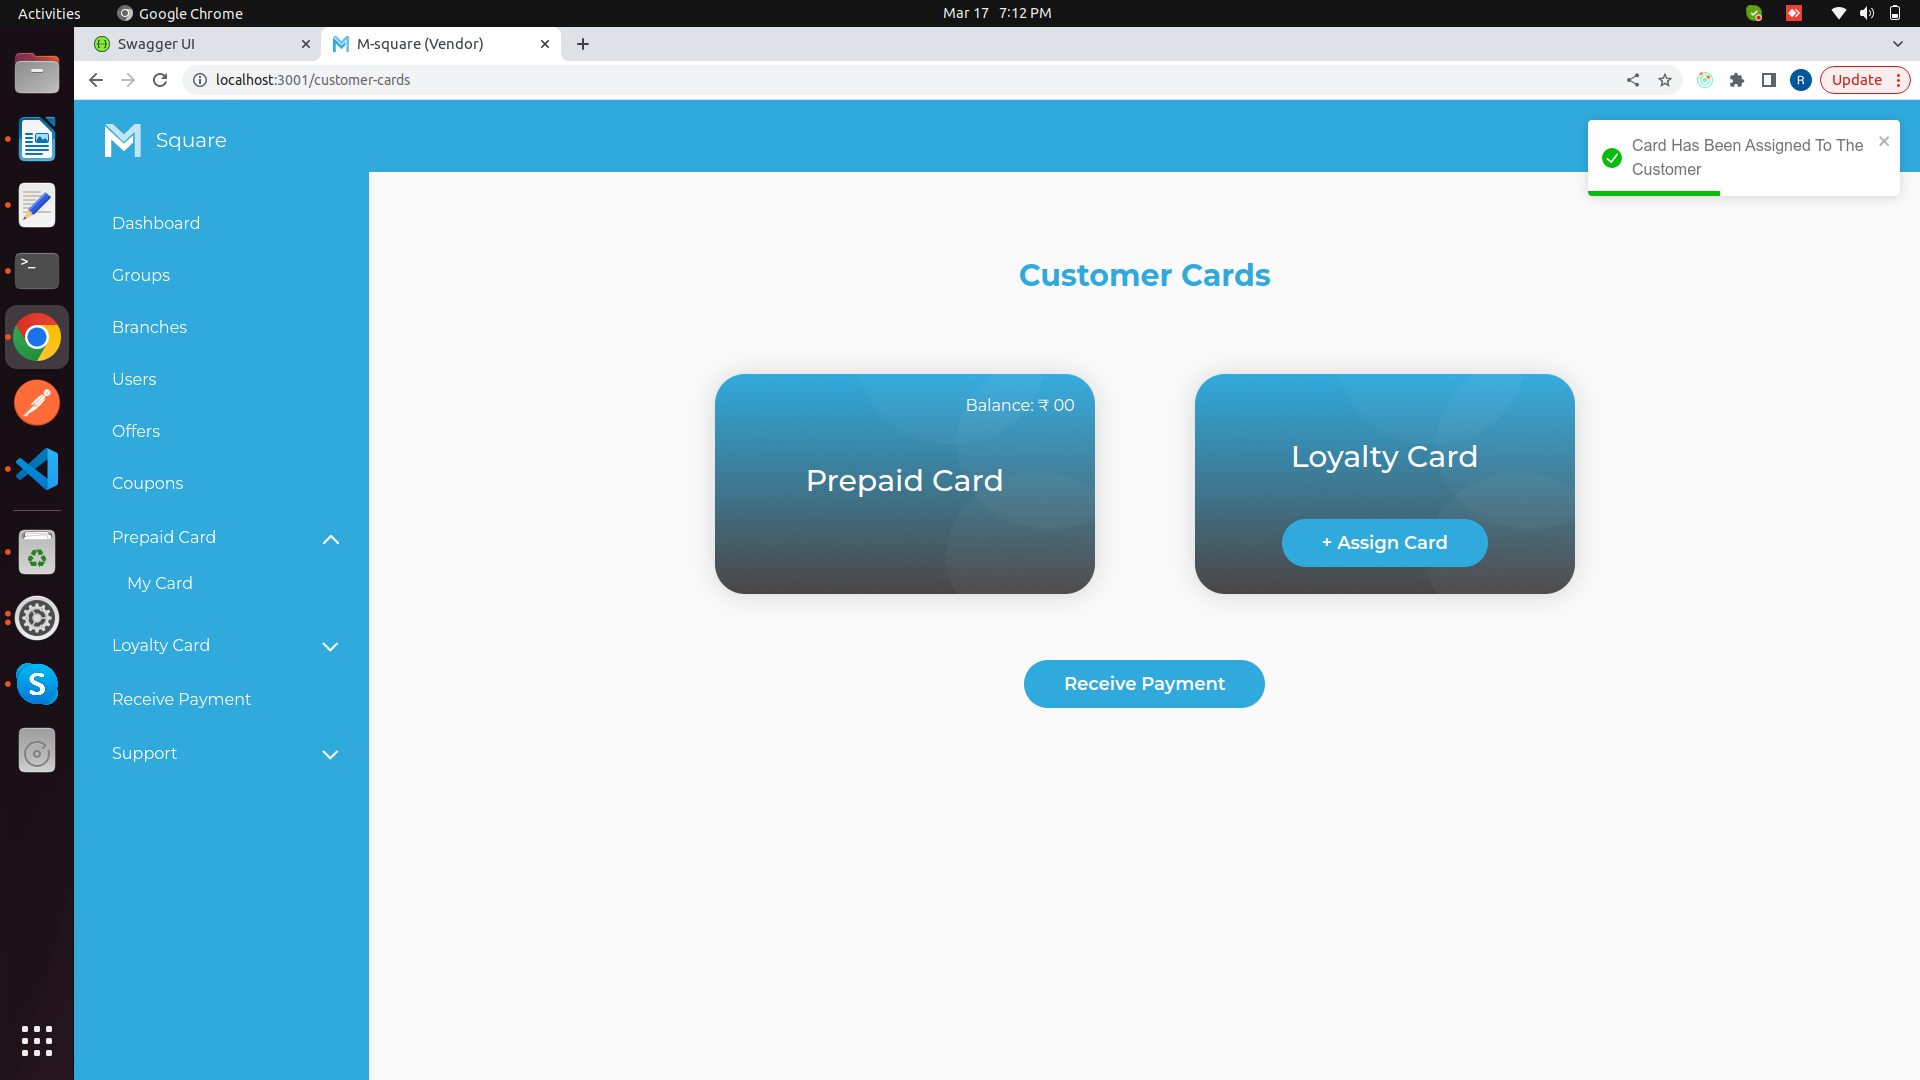 Activities
Google Chrome
Mar 17 7:12 PM
Swagger UI
M-square (Vendor)
localhost:3001/customer-cards
R
Update
M Square
Card Has Been Assigned To The
Customer
Dashboard
Groups
Branches
Users
Offers
Coupons
Prepaid Card
My Card
Loyalty Card
Receive Payment
Support
Customer Cards
Balance: ₹ 00
Prepaid Card
Loyalty Card
+ Assign Card
Receive Payment